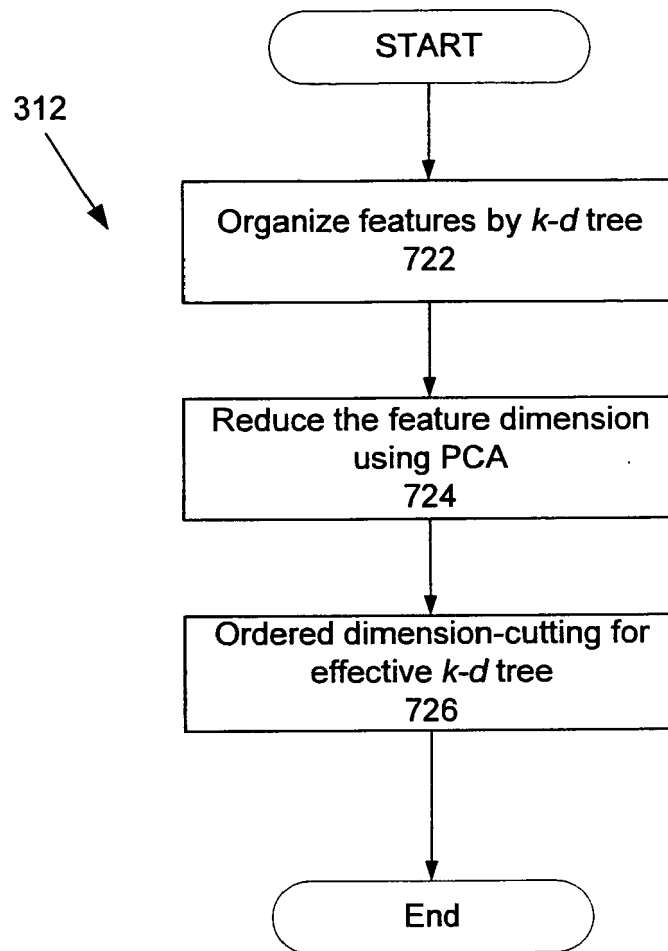 START
312
Organize features by k-d tree
722
Reduce the feature dimension
using PCA
724
Ordered dimension-cutting for
effective k-d tree
726
End